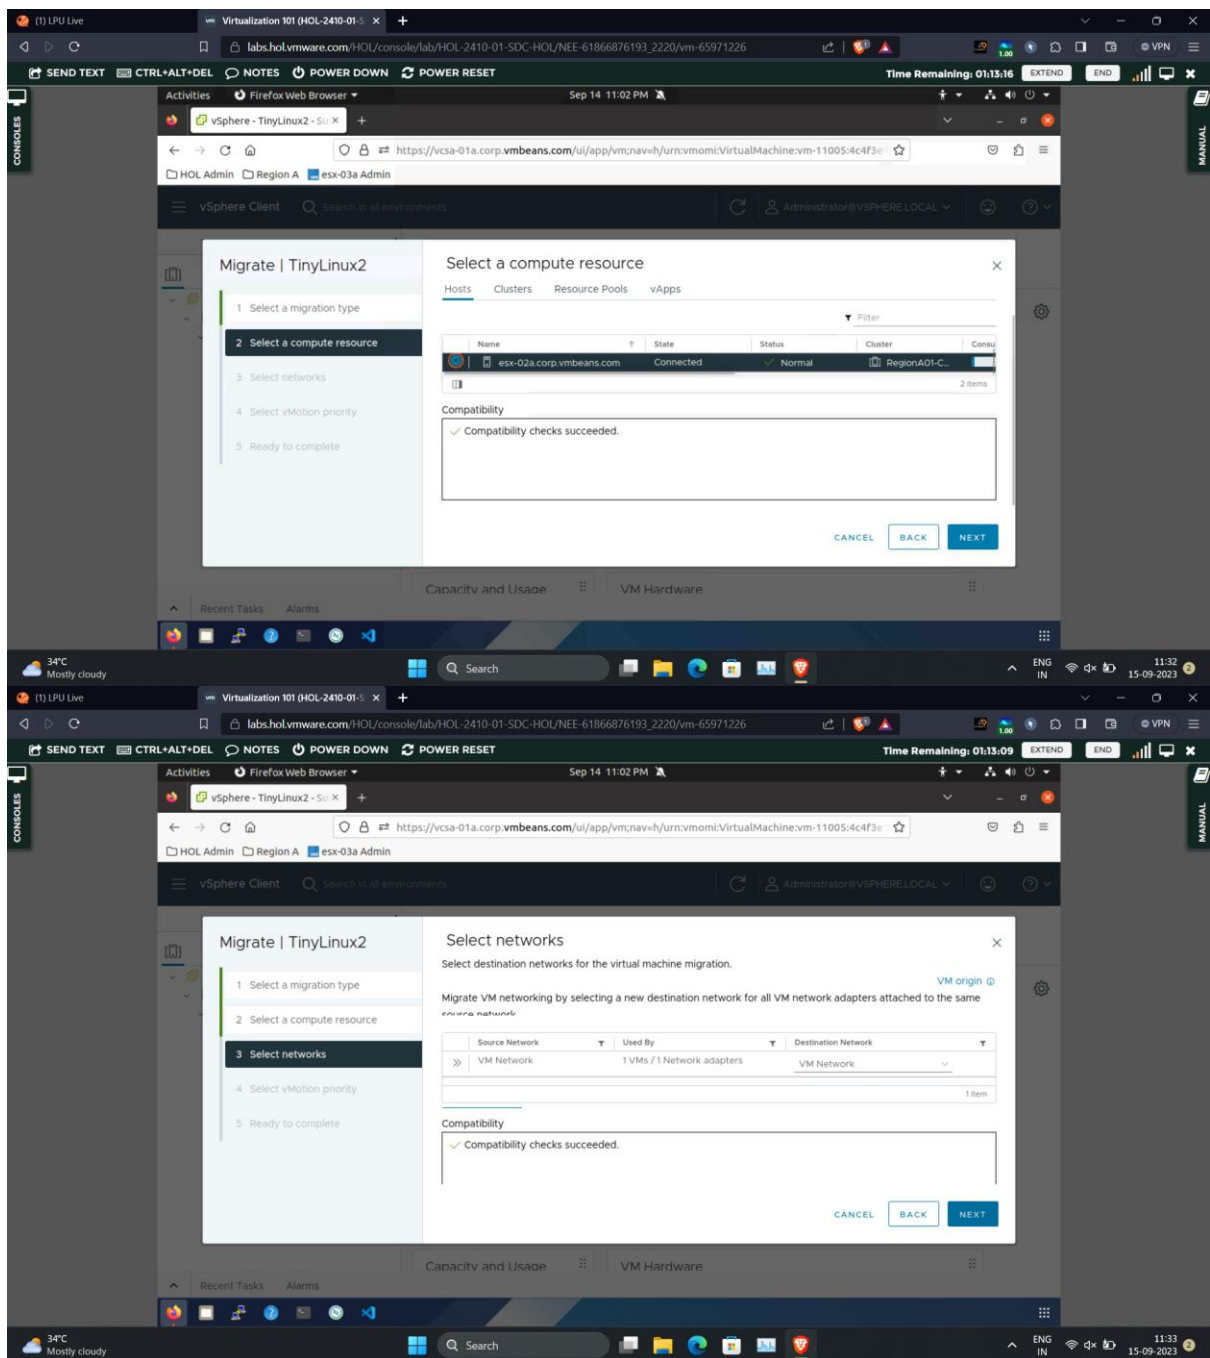 (1) LPU Live
vm Virtualization 101 (HOL-2410-01-S
labs.hol.vmware.com/HOL/console/lab/HOL-2410-01-SDC-HOL/NEE-61866876193_2220/vm-65971226
1.00
VPN
SEND TEXT CTRL+ALT+DEL NOTES POWER DOWN POWER RESET Time Remaining: 01:13:16 EXTEND END
CONSOLES
MANUAL
Activities Firefox Web Browser Sep 14 11:02 PM
vSphere - TinyLinux2 - Su
https://vcsa-01a.corp.vmbeans.com/ui/app/vm;nav=h/urn:vmomi:VirtualMachine:vm-11005:4c4f3e
HOL Admin Region A esx-03a Admin
vSphere Client Search in all environments Administrator@VSPHERE.LOCAL
Migrate | TinyLinux2
1 Select a migration type
2 Select a compute resource
3 Select networks
4 Select vMotion priority
5 Ready to complete
Select a compute resource
Hosts Clusters Resource Pools vApps
Filter
Name State Status Cluster Consu
esx-02a.corp.vmbeans.com Connected Normal RegionA01-C...
2 items
Compatibility
Compatibility checks succeeded.
CANCEL BACK NEXT
Capacity and Usage VM Hardware
Recent Tasks Alarms
34°C
Mostly cloudy
Search
ENG
IN
11:32
15-09-2023
2
(1) LPU Live
vm Virtualization 101 (HOL-2410-01-S
labs.hol.vmware.com/HOL/console/lab/HOL-2410-01-SDC-HOL/NEE-61866876193_2220/vm-65971226
1.00
VPN
SEND TEXT CTRL+ALT+DEL NOTES POWER DOWN POWER RESET Time Remaining: 01:13:09 EXTEND END
CONSOLES
MANUAL
Activities Firefox Web Browser Sep 14 11:02 PM
vSphere - TinyLinux2 - Su
https://vcsa-01a.corp.vmbeans.com/ui/app/vm;nav=h/urn:vmomi:VirtualMachine:vm-11005:4c4f3e
HOL Admin Region A esx-03a Admin
vSphere Client Search in all environments Administrator@VSPHERE.LOCAL
Migrate | TinyLinux2
1 Select a migration type
2 Select a compute resource
3 Select networks
4 Select vMotion priority
5 Ready to complete
Select networks
Select destination networks for the virtual machine migration.
VM origin
Migrate VM networking by selecting a new destination network for all VM network adapters attached to the same
source network
Source Network Used By Destination Network
VM Network 1 VMs / 1 Network adapters VM Network
1 item
Compatibility
Compatibility checks succeeded.
CANCEL BACK NEXT
Capacity and Usage VM Hardware
Recent Tasks Alarms
34°C
Mostly cloudy
Search
ENG
IN
11:33
15-09-2023
2